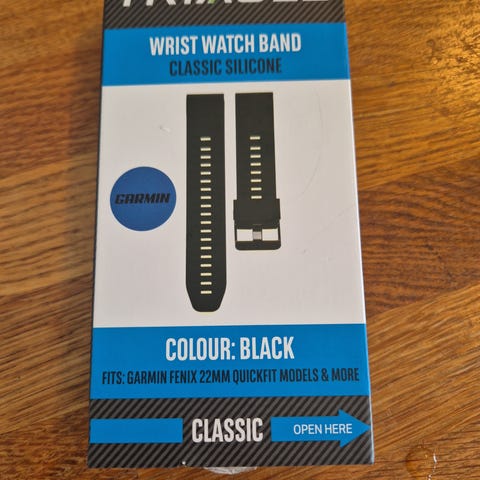 WRIST WATCH BAND
CLASSIC SILICONE
GARMIN
COLOUR: BLACK
FITS: GARMIN FENIX 22MM QUICKFIT MODELS & MORE
CLASSIC
OPEN HERE